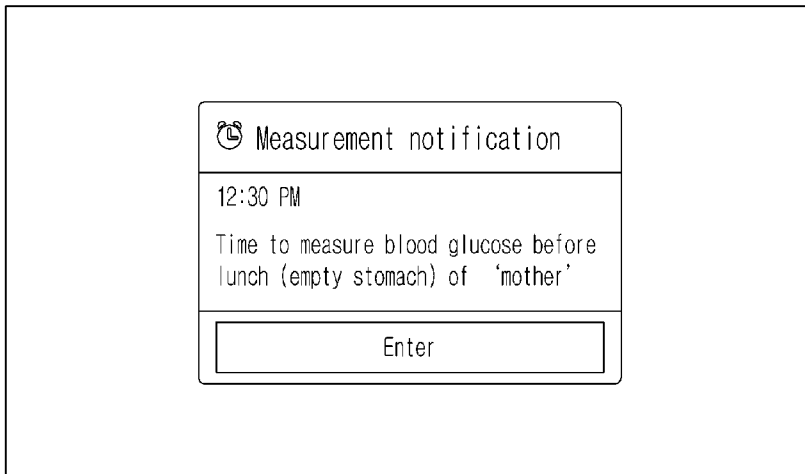 Measurement notification
12:30 PM
Time to measure blood glucose before
lunch (empty stomach) of ‘mother’
Enter